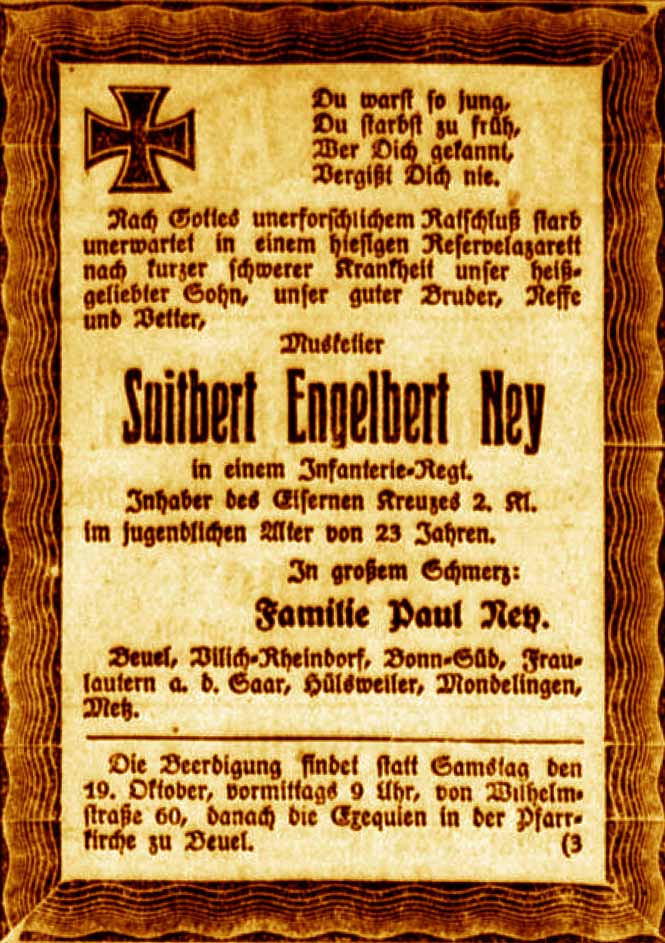 Du warst so jung,
Du starbst zu früh,
Wer Dich gekannt,
Vergißt Dich nie.
Nach Gottes unerforschlichem Ratschluß starb
unerwartet in einem hiesigen Reservelazarett
nach kurzer schwerer Krankheit unser heiß-
geliebter Sohn, unser guter Bruder, Neffe
und Vetter,
Musketier
Suitbert Engelbert Ney
in einem Infanterie-Regt.
Inhaber des Eisernen Kreuzes 2. Kl.
im jugendlichen Alter von 23 Jahren.
In großem Schmerz:
Familie Paul Ney.
Beuel, Vilich-Rheindorf, Bonn-Süd, Frau-
lautern a. d. Saar, Hülsweiler, Mondelingen,
Metz.
Die Beerdigung findet statt Samstag den
19. Oktober, vormittags 9 Uhr, von Wilhelm-
straße 60, danach die Exequien in der Pfarr-
kirche zu Beuel. (3